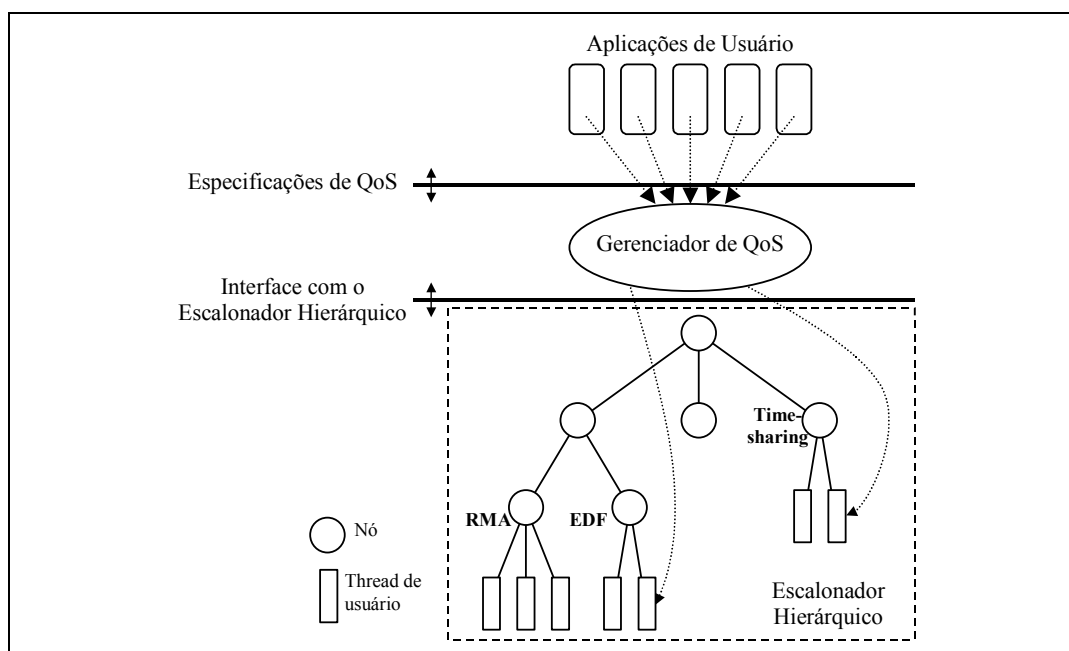 Aplicações de Usuário
Especificações de QoS
Gerenciador de QoS
Interface com o
Escalonador Hierárquico
Time-
sharing
RMA
EDF
Nó
Thread de
usuário
Escalonador
Hierárquico